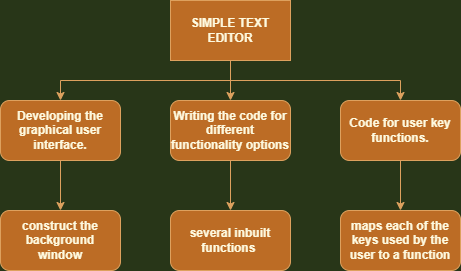 SIMPLE TEXT
EDITOR
Developing the
graphical user
interface.
Writing the code for
different
functionality options
Code for user key
functions.
construct the
background
window
several inbuilt
functions
maps each of the
keys used by the
user to a function